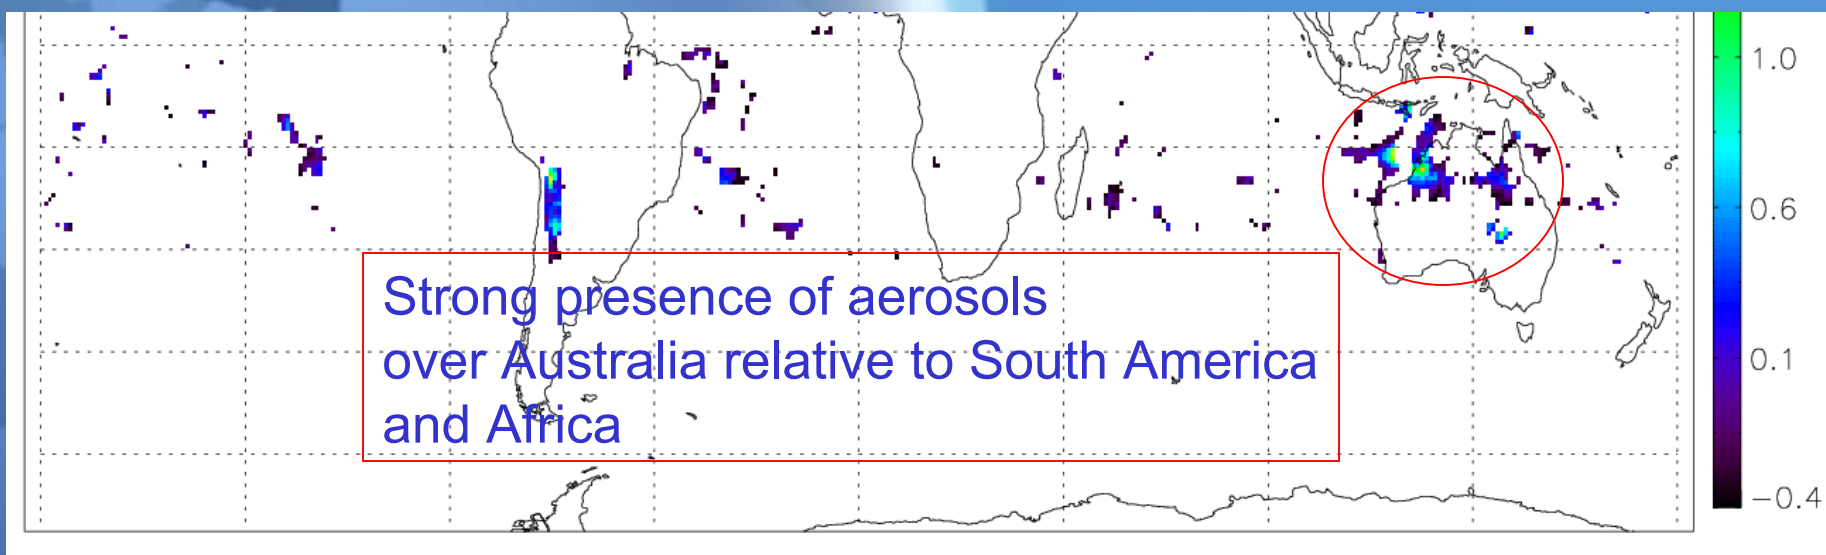 1.0
0.6
Strong presence of aerosols
over Australia relative to South America
and Africa
0.1
−0.4